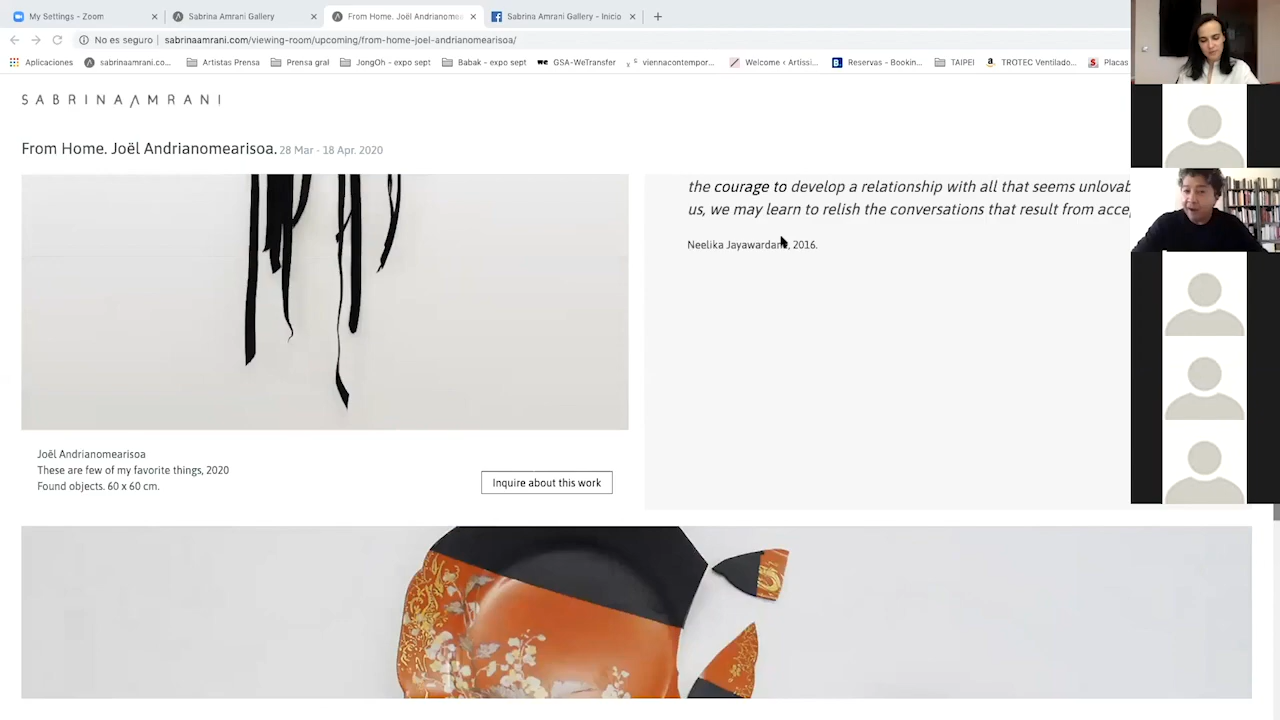 My Settings - Zoom
Sabrina Amrani Gallery
From Home. Joël Andrianomea
Sabrina Amrani Gallery - Inicio
No es seguro
sabrinaamrani.com/viewing-room/upcoming/from-home-joel-andrianomearisoa/
Aplicaciones
sabrinaamrani.co...
Artistas Prensa
Prensa gral
JongOh - expo sept
Babak - expo sept
we GSA-WeTransfer
viennacontempor...
Welcome ‹ Artissi...
B. Reservas - Bookin...
TAIPEI
a TROTEC Ventilado...
S Placas
SABRINAAMRANI
From Home. Joël Andrianomearisoa. 28 Mar - 18 Apr. 2020
the courage to develop a relationship with all that seems unlovab
us, we may learn to relish the conversations that result from acce
Neelika Jayawardane, 2016.
Joël Andrianomearisoa
These are few of my favorite things, 2020
Found objects. 60 x 60 cm.
Inquire about this work